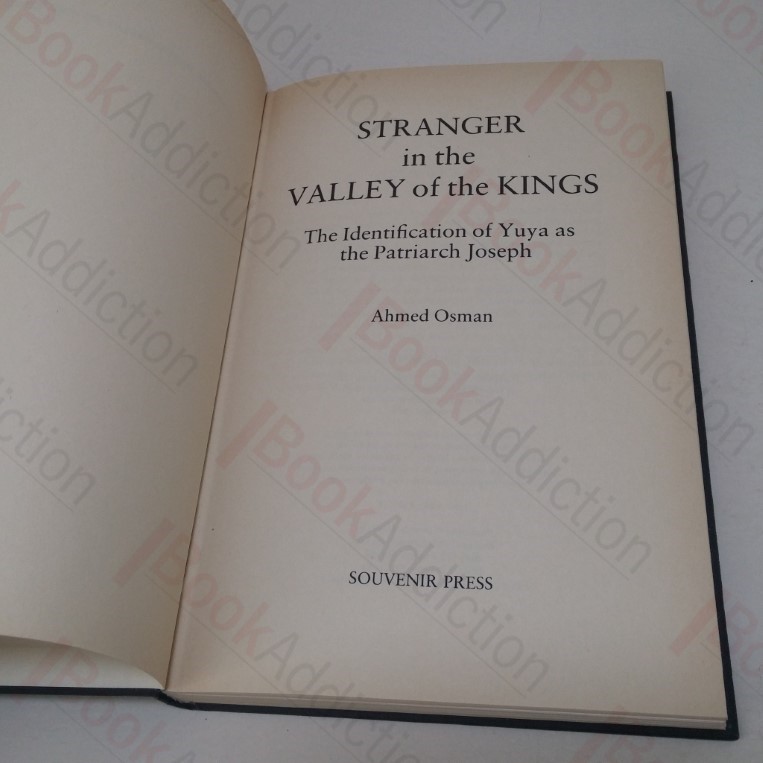 STRANGER
in the
VALLEY of the KINGS
The Identification of Yuya as
the Patriarch Joseph
Ahmed Osman
SOUVENIR PRESS
BookAddiction